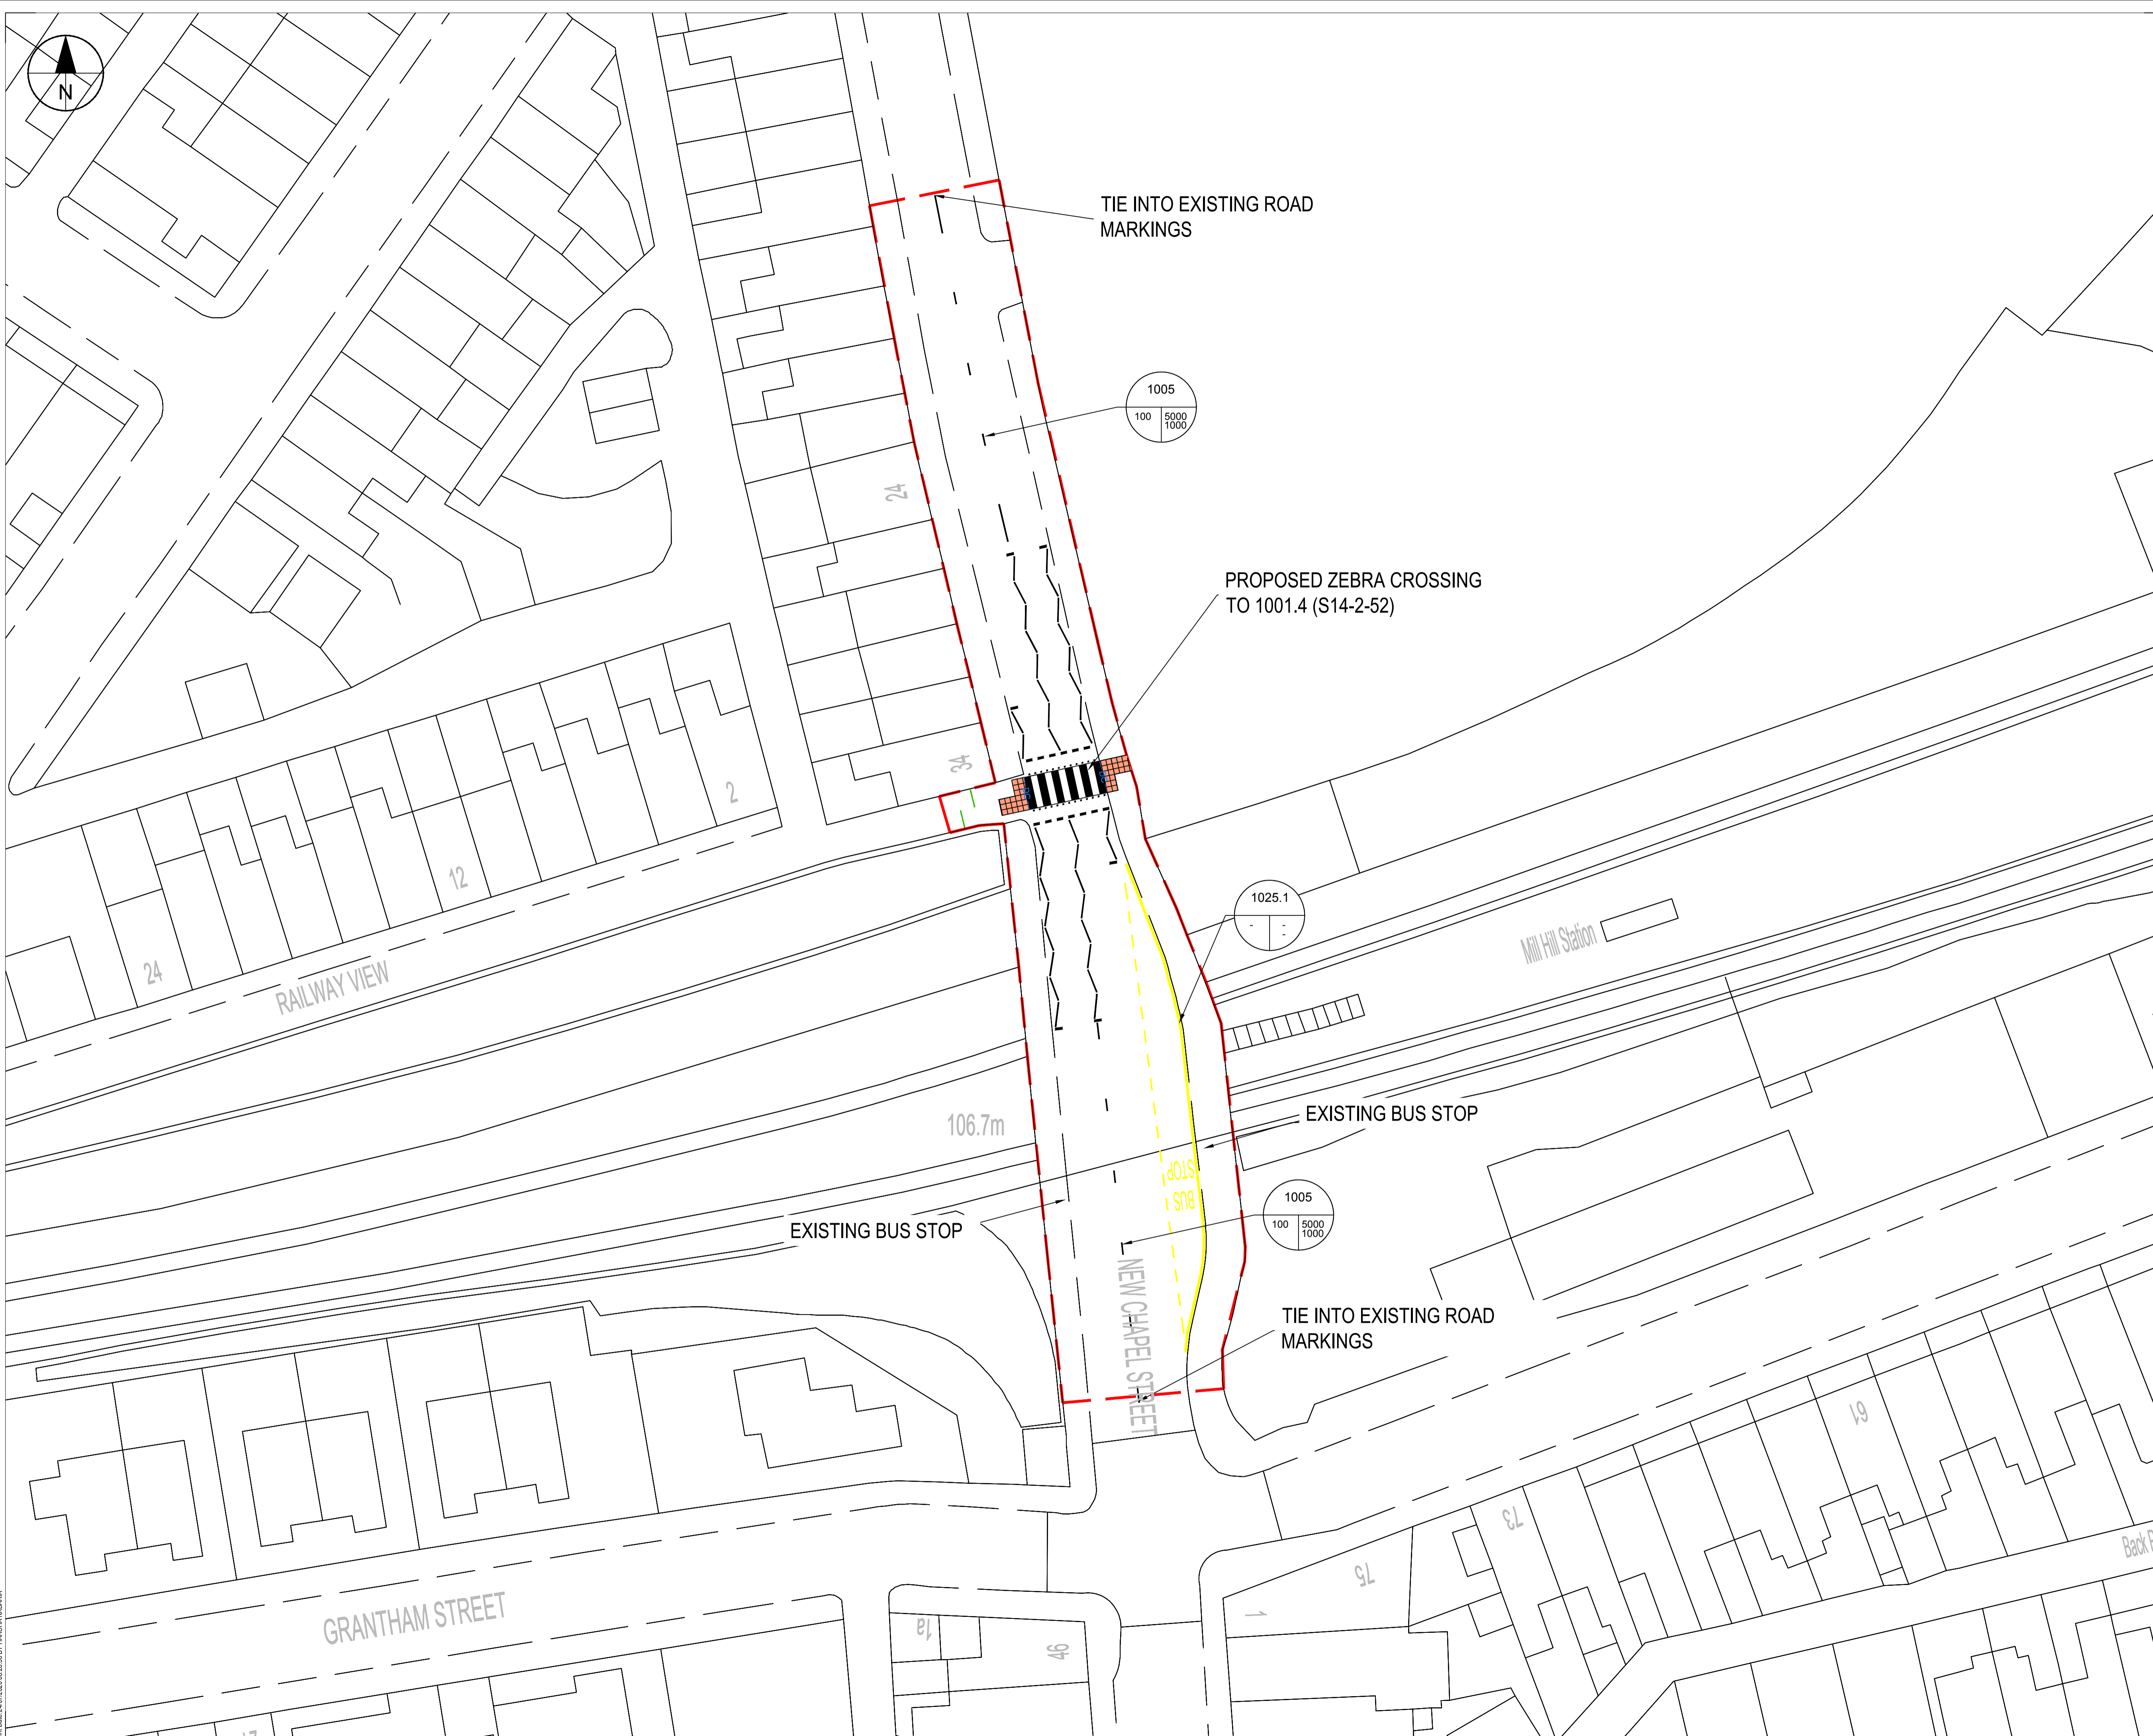 N
TIE INTO EXISTING ROAD
MARKINGS
1005
100
5000
1000
24
PROPOSED ZEBRA CROSSING
TO 1001.4 (S14-2-52)
34
2
12
24
RAILWAY VIEW
1025.1
-
-
-
Mill Hill Station
106.7m
EXISTING BUS STOP
BUS
STOP
EXISTING BUS STOP
1005
100
5000
1000
NEW CHAPEL STREET
TIE INTO EXISTING ROAD
MARKINGS
61
73
75
Back
GRANTHAM STREET
1a
46
1